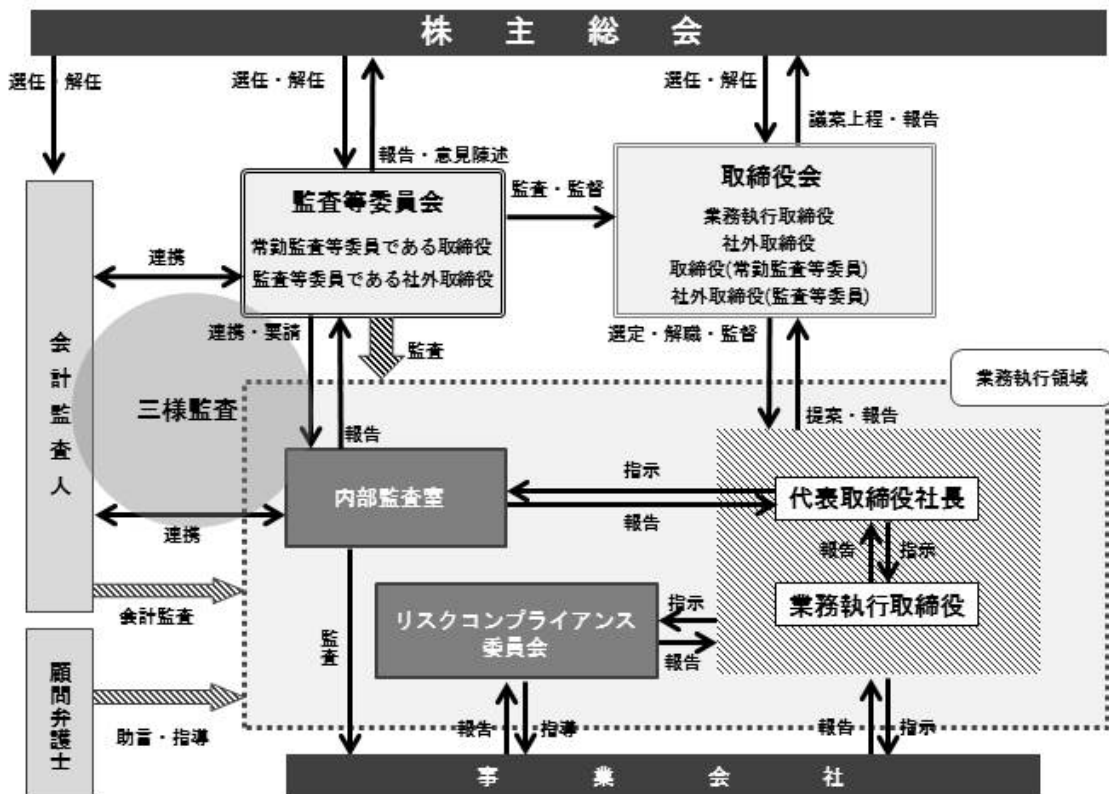 株主総会
選任・解任
選任・解任
選任・解任
議案上程・報告
報告・意見陳述
監査等委員会
常勤監査等委員である取締役
監査等委員である社外取締役
監査・監督
取締役会
業務執行取締役
社外取締役
取締役(常勤監査等委員)
社外取締役(監査等委員)
連携
会計監査人
連携・要請
監査
選定・解職・監督
業務執行領域
三様監査
報告
提案・報告
内部監査室
指示
報告
代表取締役社長
連携
報告
指示
業務執行取締役
会計監査
リスクコンプライアンス
委員会
指示
報告
監査
顧問弁護士
助言・指導
報告
指導
報告
指示
事業会社